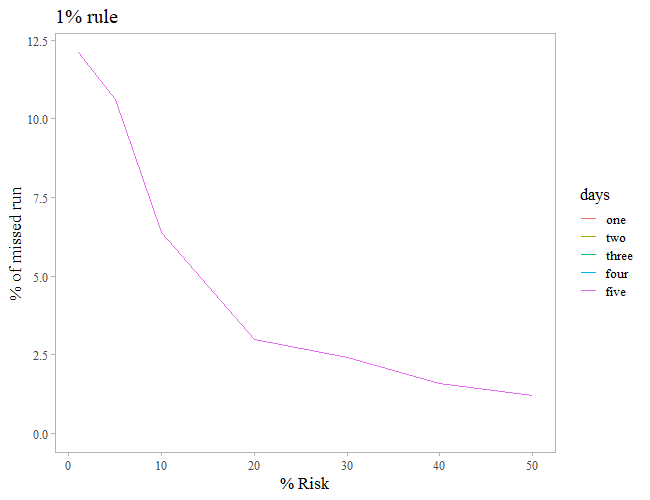 1% rule
12.5
10.0
7.5
5.0
2.5
0.0
% of missed run
0
10
20
30
40
50
% Risk
days
one
two
three
four
five